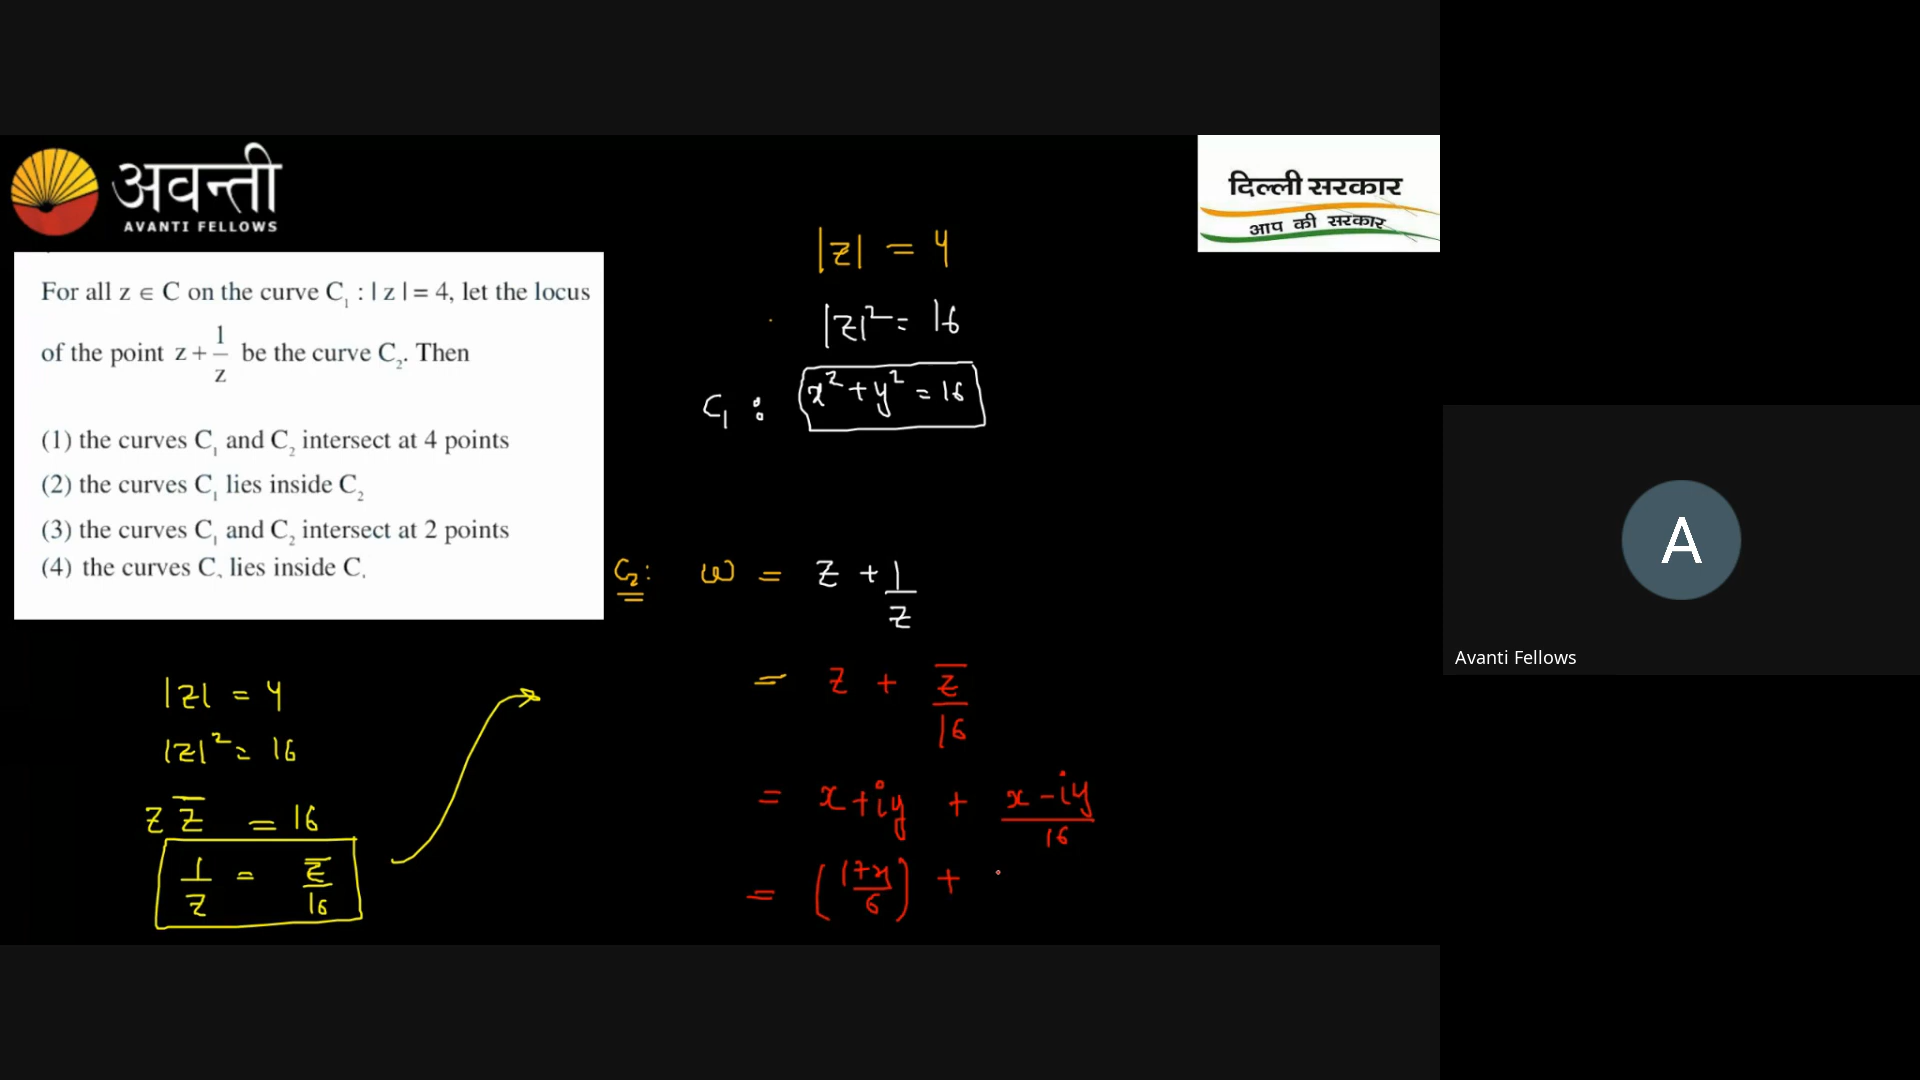 अवन्ती
AVANTI FELLOWS
दिल्ली सरकार
आप की सरकार
For all z ∈ C on the curve C₁ : | z | = 4, let the locus
of the point z + 1/z be the curve C₂. Then
(1) the curves C₁ and C₂ intersect at 4 points
(2) the curves C₁ lies inside C₂
(3) the curves C₁ and C₂ intersect at 2 points
(4) the curves C, lies inside C,
|z| = 4
|z|² = 16
C₁ : x² + y² = 16
C₂: ω = z + 1/z
= z + z̅/16
= x + iy + (x - iy)/16
= (17x/6) +
|z| = 4
|z|² = 16
z z̅ = 16
1/z = z̅/16
A
Avanti Fellows